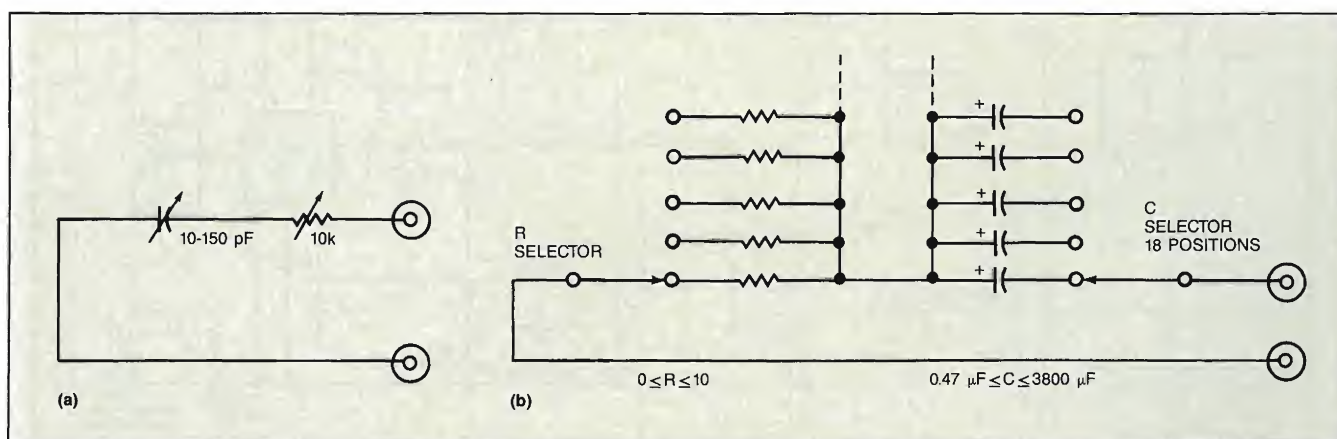 10-150 pF
10k
(a)
R
SELECTOR
+
+
+
+
+
C
SELECTOR
18 POSITIONS
0 ≤ R ≤ 10
0.47 μF ≤ C ≤ 3800 μF
(b)